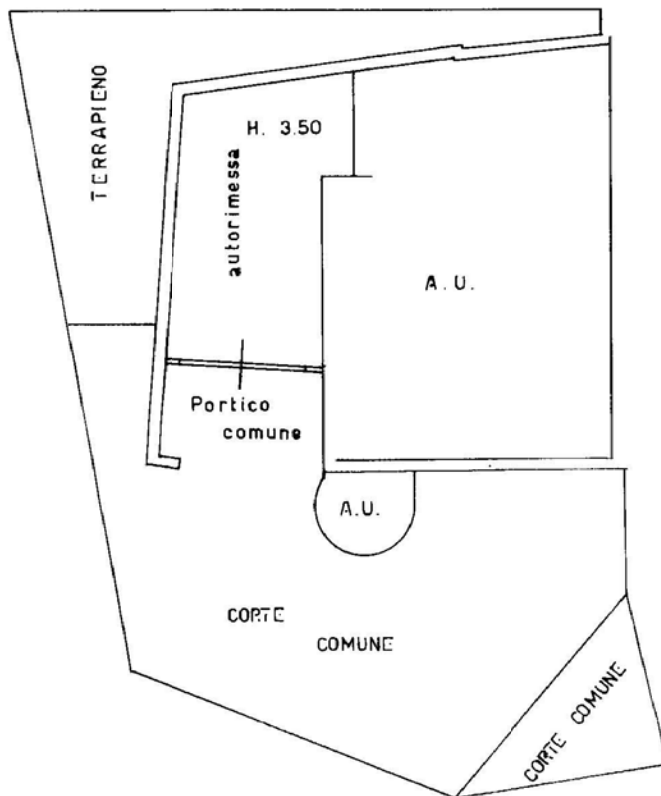 TERRAPIENO
H. 3.50
autorimessa
A.U.
Portico
comune
A.U.
CORTE
COMUNE
CORTE COMUNE